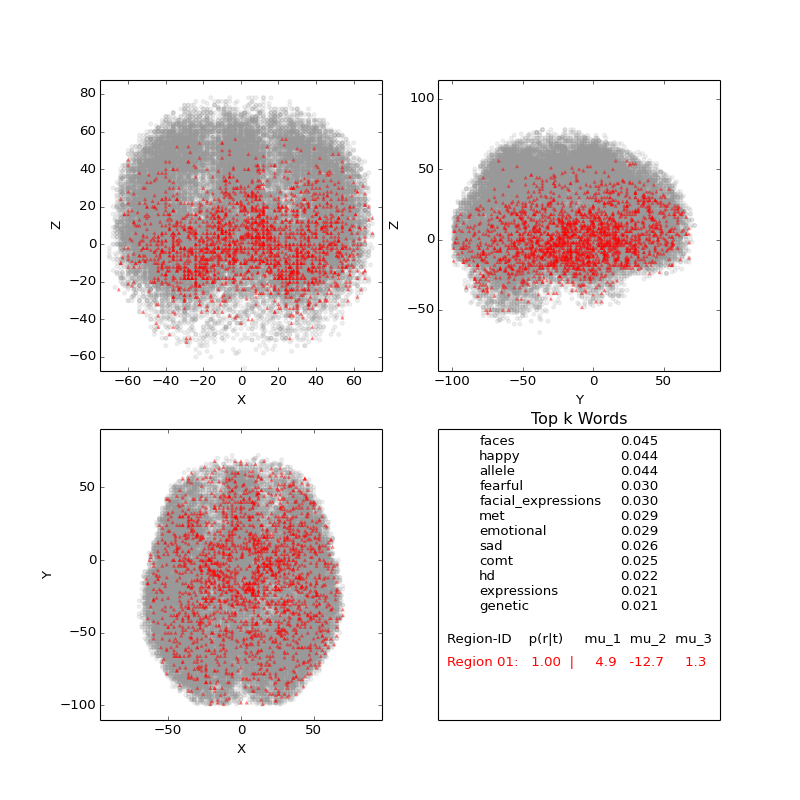 80
60
40
20
0
−20
−40
−60
Z
−60 −40 −20 0 20 40 60
X
100
50
0
−50
Z
−100 −50 0 50
Y
50
0
−50
−100
Y
−50 0 50
X
Top k Words
faces 0.045
happy 0.044
allele 0.044
fearful 0.030
facial_expressions 0.030
met 0.029
emotional 0.029
sad 0.026
comt 0.025
hd 0.022
expressions 0.021
genetic 0.021
Region-ID p(r|t) mu_1 mu_2 mu_3
Region 01: 1.00 | 4.9 -12.7 1.3